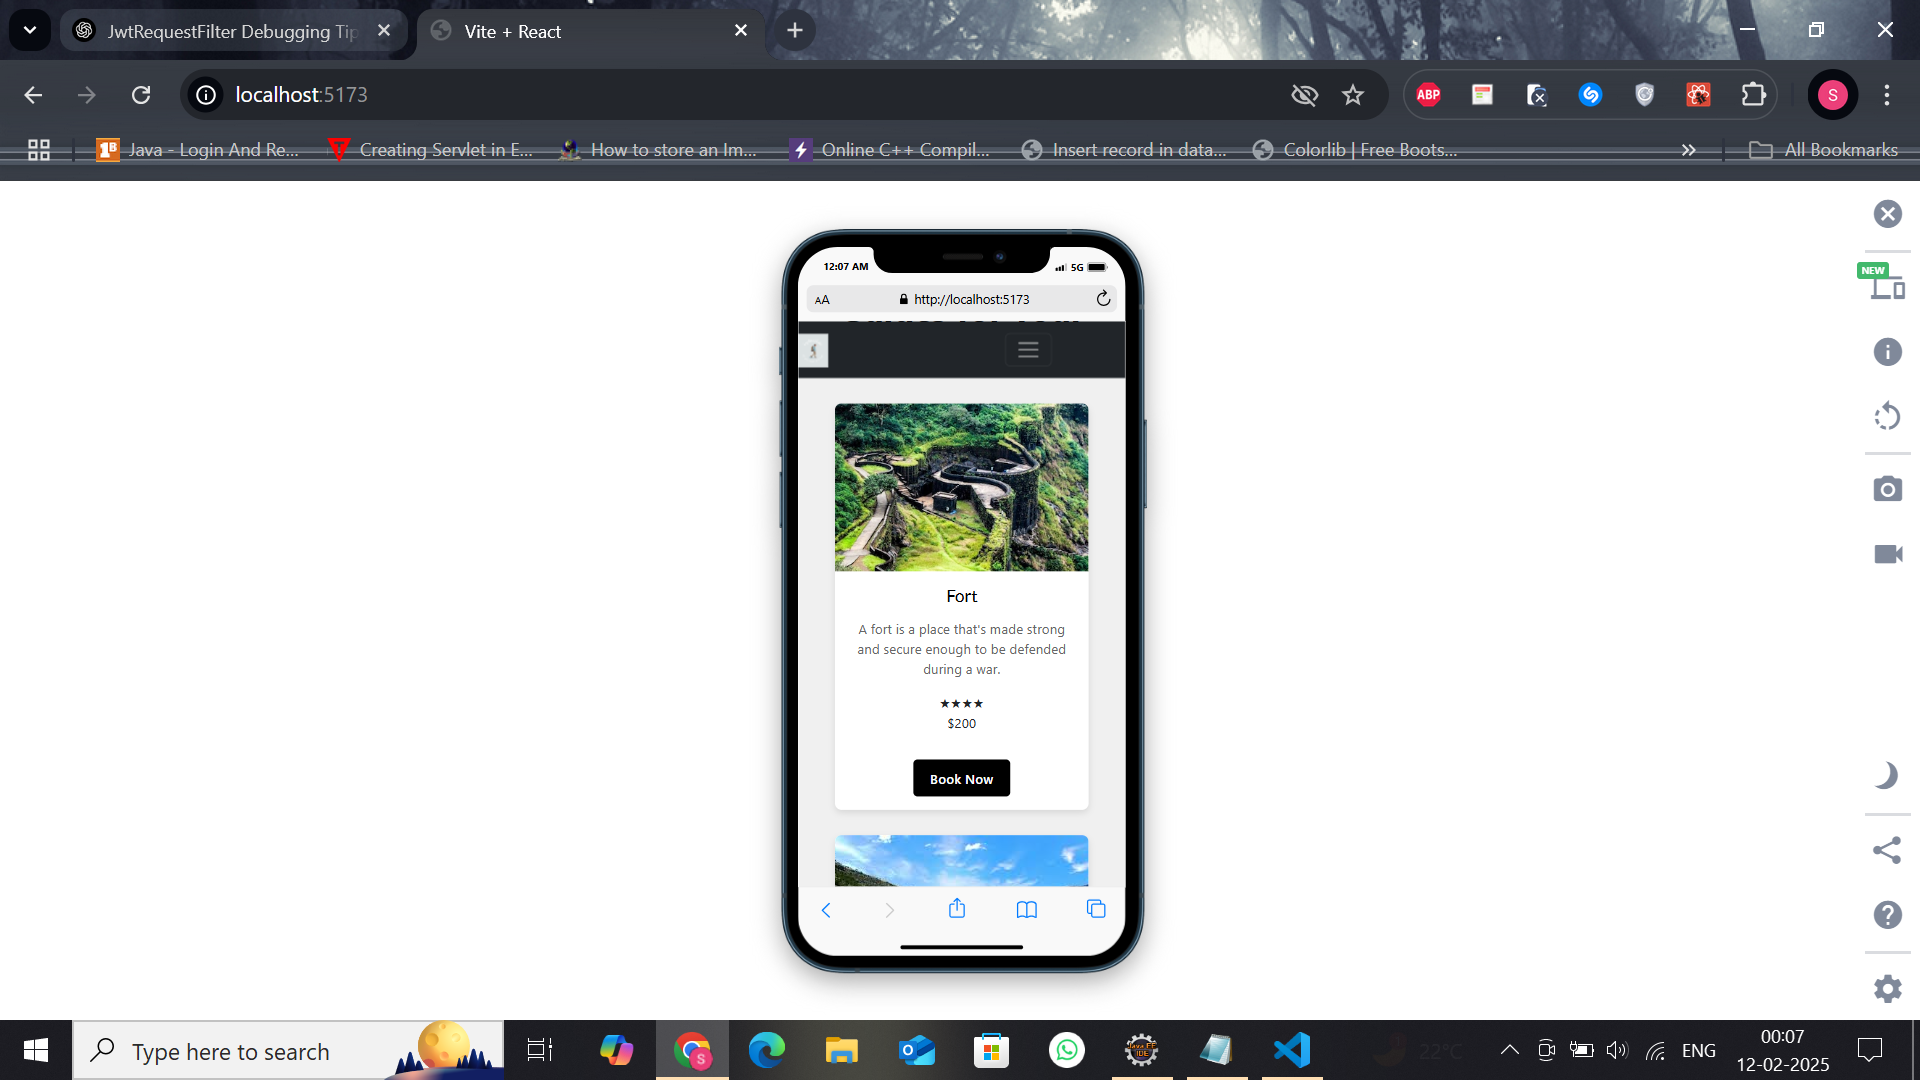 JwtRequestFilter Debugging Tip
Vite + React
localhost:5173
ABP
S
Java - Login And Re...
Creating Servlet in E...
How to store an Im...
Online C++ Compil...
Insert record in data...
Colorlib | Free Boots...
All Bookmarks
NEW
12:07 AM
5G
AA
http://localhost:5173
Fort
A fort is a place that's made strong
and secure enough to be defended
during a war.
★★★★
$200
Book Now
Type here to search
22°C
ENG
00:07
12-02-2025